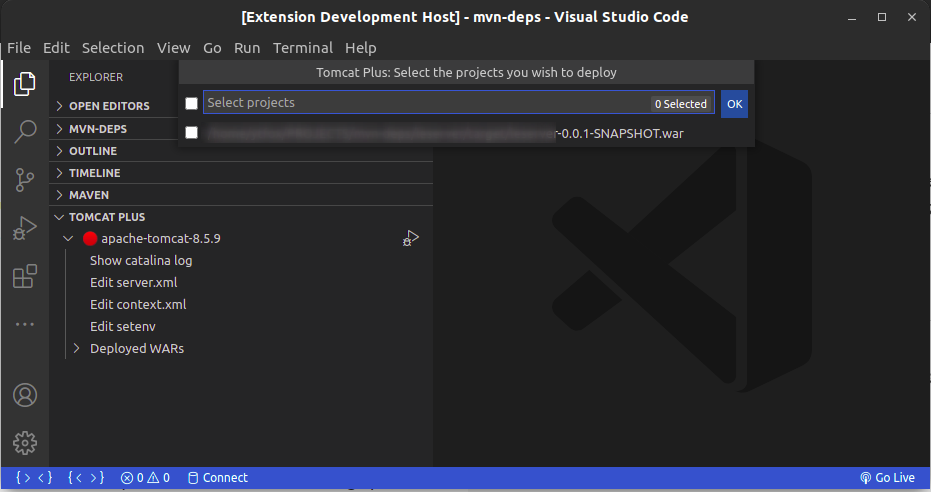 [Extension Development Host] - mvn-deps - Visual Studio Code
File Edit Selection View Go Run Terminal Help
EXPLORER
Tomcat Plus: Select the projects you wish to deploy
Select projects
0 Selected
OK
-0.0.1-SNAPSHOT.war
OPEN EDITORS
MVN-DEPS
OUTLINE
TIMELINE
MAVEN
TOMCAT PLUS
apache-tomcat-8.5.9
Show catalina log
Edit server.xml
Edit context.xml
Edit setenv
Deployed WARs
0 0 Connect
Go Live